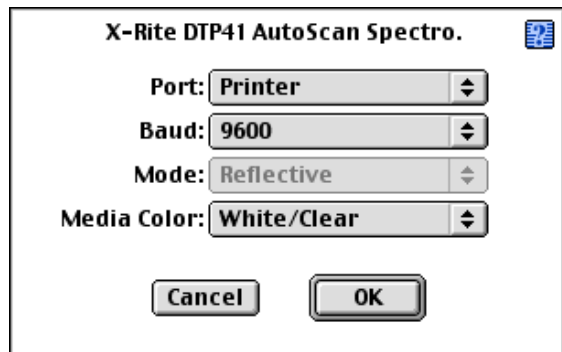 X-Rite DTP41 AutoScan Spectro.
Port: Printer
Baud: 9600
Mode: Reflective
Media Color: White/Clear
Cancel OK